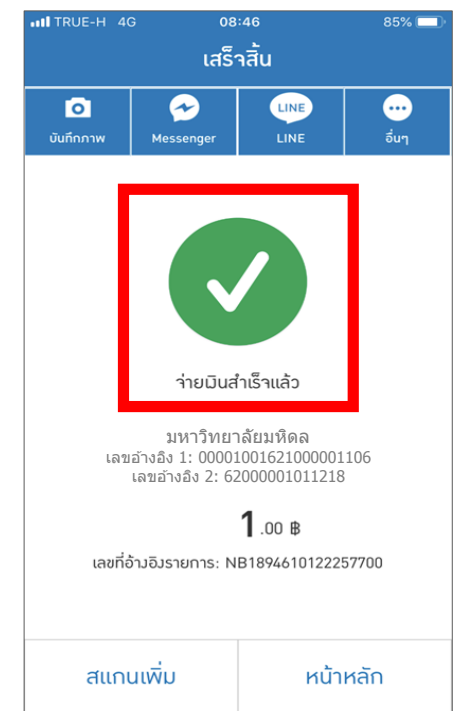 TRUE-H 4G 08:46 85%
เสร็จสิ้น
บันทึกภาพ Messenger LINE LINE อื่นๆ
จ่ายเงินสำเร็จแล้ว
มหาวิทยาลัยมหิดล
เลขอ้างอิง 1: 00001001621000001106
เลขอ้างอิง 2: 62000001011218
1.00 ฿
เลขที่อ้างอิงรายการ: NB1894610122257700
สแกนเพิ่ม หน้าหลัก